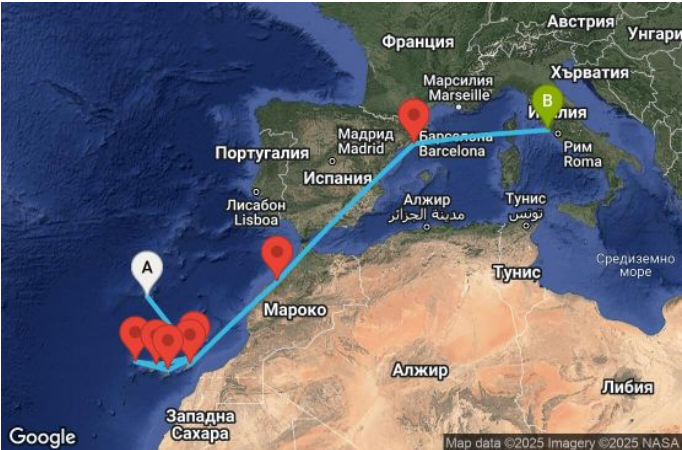 Австрия
Унгари
Франция
Хърватия
Марсилия
Marseille
B
Италия
Мадрид
Madrid
Барселона
Barcelona
Рим
Roma
Португалия
Испания
Лисабон
Lisboa
Алжир
مدينة الجزائر
Тунис
تونس
A
Средиземно
море
Тунис
Мароко
Алжир
Либия
Западна
Сахара
Google
Map data ©2025 Imagery ©2025 NASA